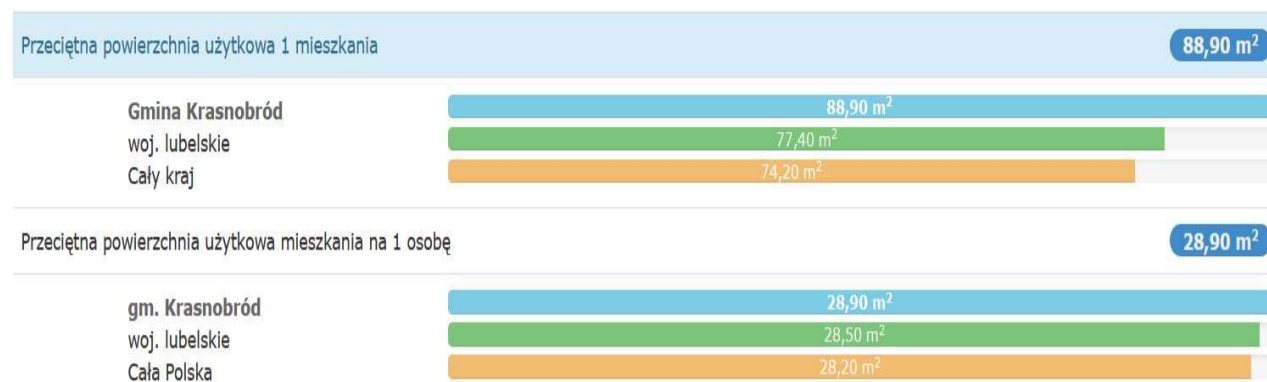 Przeciętna powierzchnia użytkowa 1 mieszkania 88,90 m²
Gmina Krasnobród 88,90 m²
woj. lubelskie 77,40 m²
Cały kraj 74,20 m²
Przeciętna powierzchnia użytkowa mieszkania na 1 osobę 28,90 m²
gm. Krasnobród 28,90 m²
woj. lubelskie 28,50 m²
Cała Polska 28,20 m²